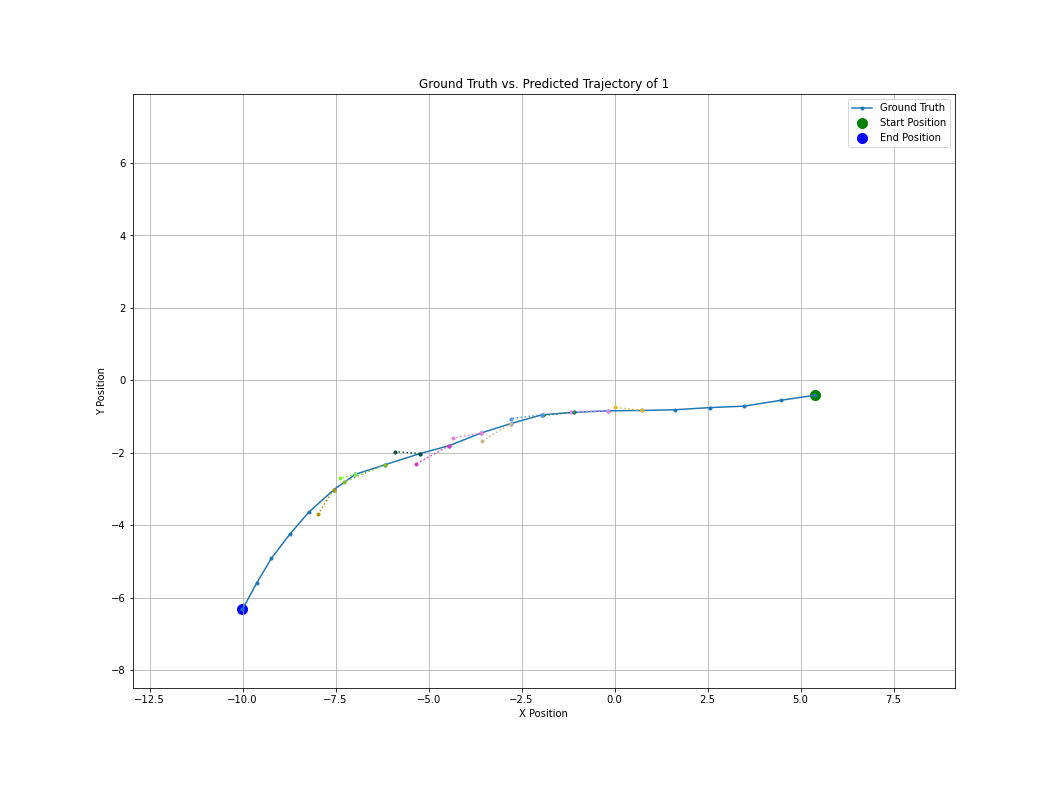 Ground Truth vs. Predicted Trajectory of 1
Ground Truth
Start Position
End Position
6
4
2
0
−2
−4
−6
−8
Y Position
−12.5
−10.0
−7.5
−5.0
−2.5
0.0
2.5
5.0
7.5
X Position